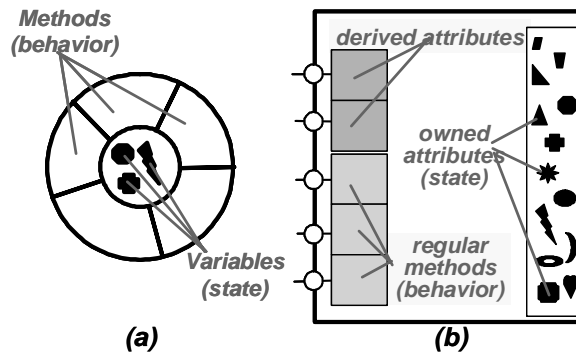 Methods
(behavior)
Variables
(state)
(a)
derived attributes
owned
attributes
(state)
regular
methods
(behavior)
(b)